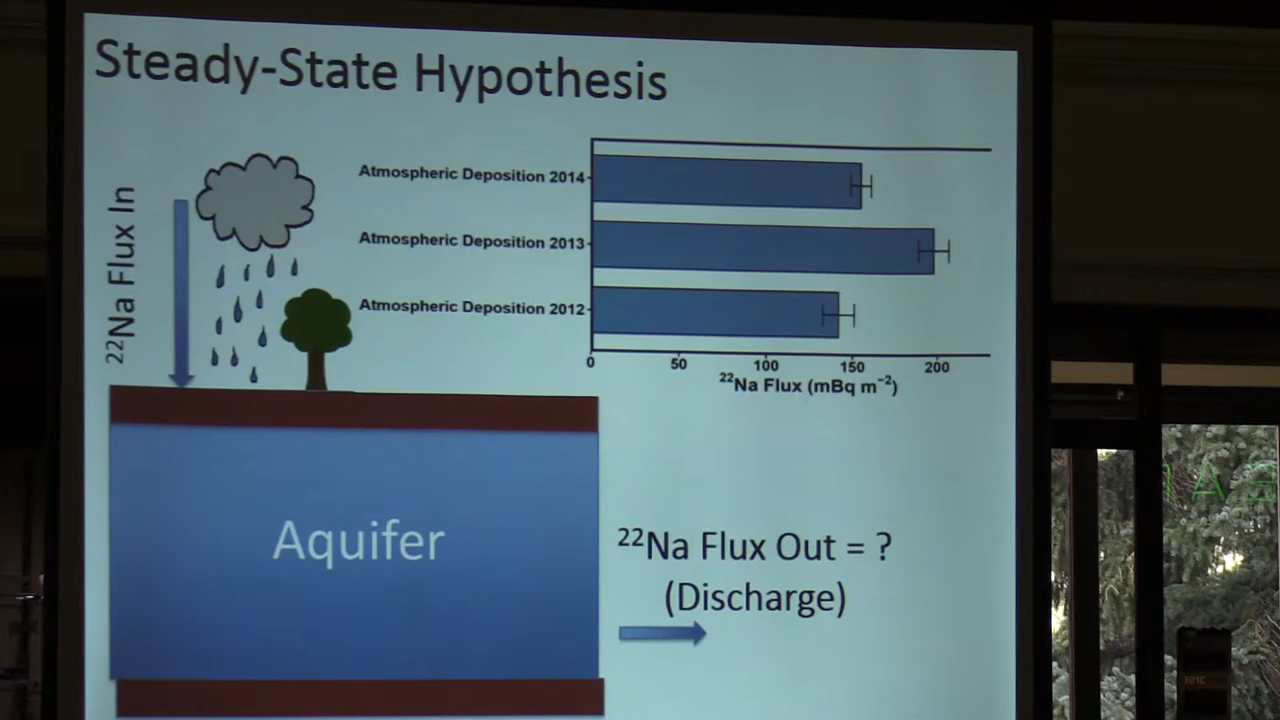 Steady-State Hypothesis
²²Na Flux In
Atmospheric Deposition 2014
Atmospheric Deposition 2013
Atmospheric Deposition 2012
0 50 100 150 200
²²Na Flux (mBq m⁻²)
Aquifer
²²Na Flux Out = ?
(Discharge)